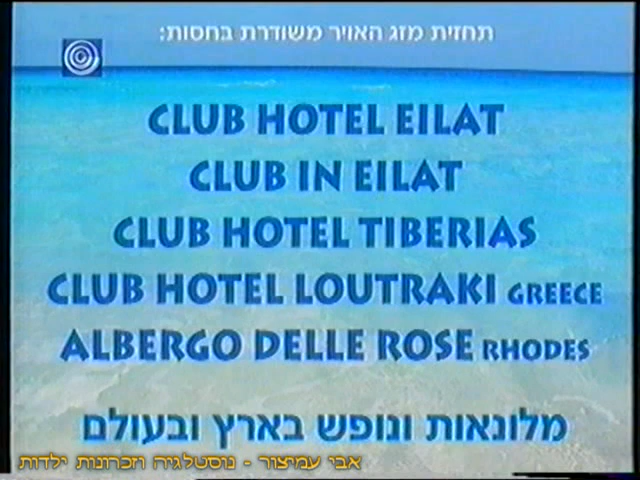 תחזית מזג האויר משודרת בחסות:
CLUB HOTEL EILAT
CLUB IN EILAT
CLUB HOTEL TIBERIAS
CLUB HOTEL LOUTRAKI GREECE
ALBERGO DELLE ROSE RHODES
מלונאות ונופש בארץ ובעולם
אבי עמיצור - נוסטלגיה וזכרונות ילדות